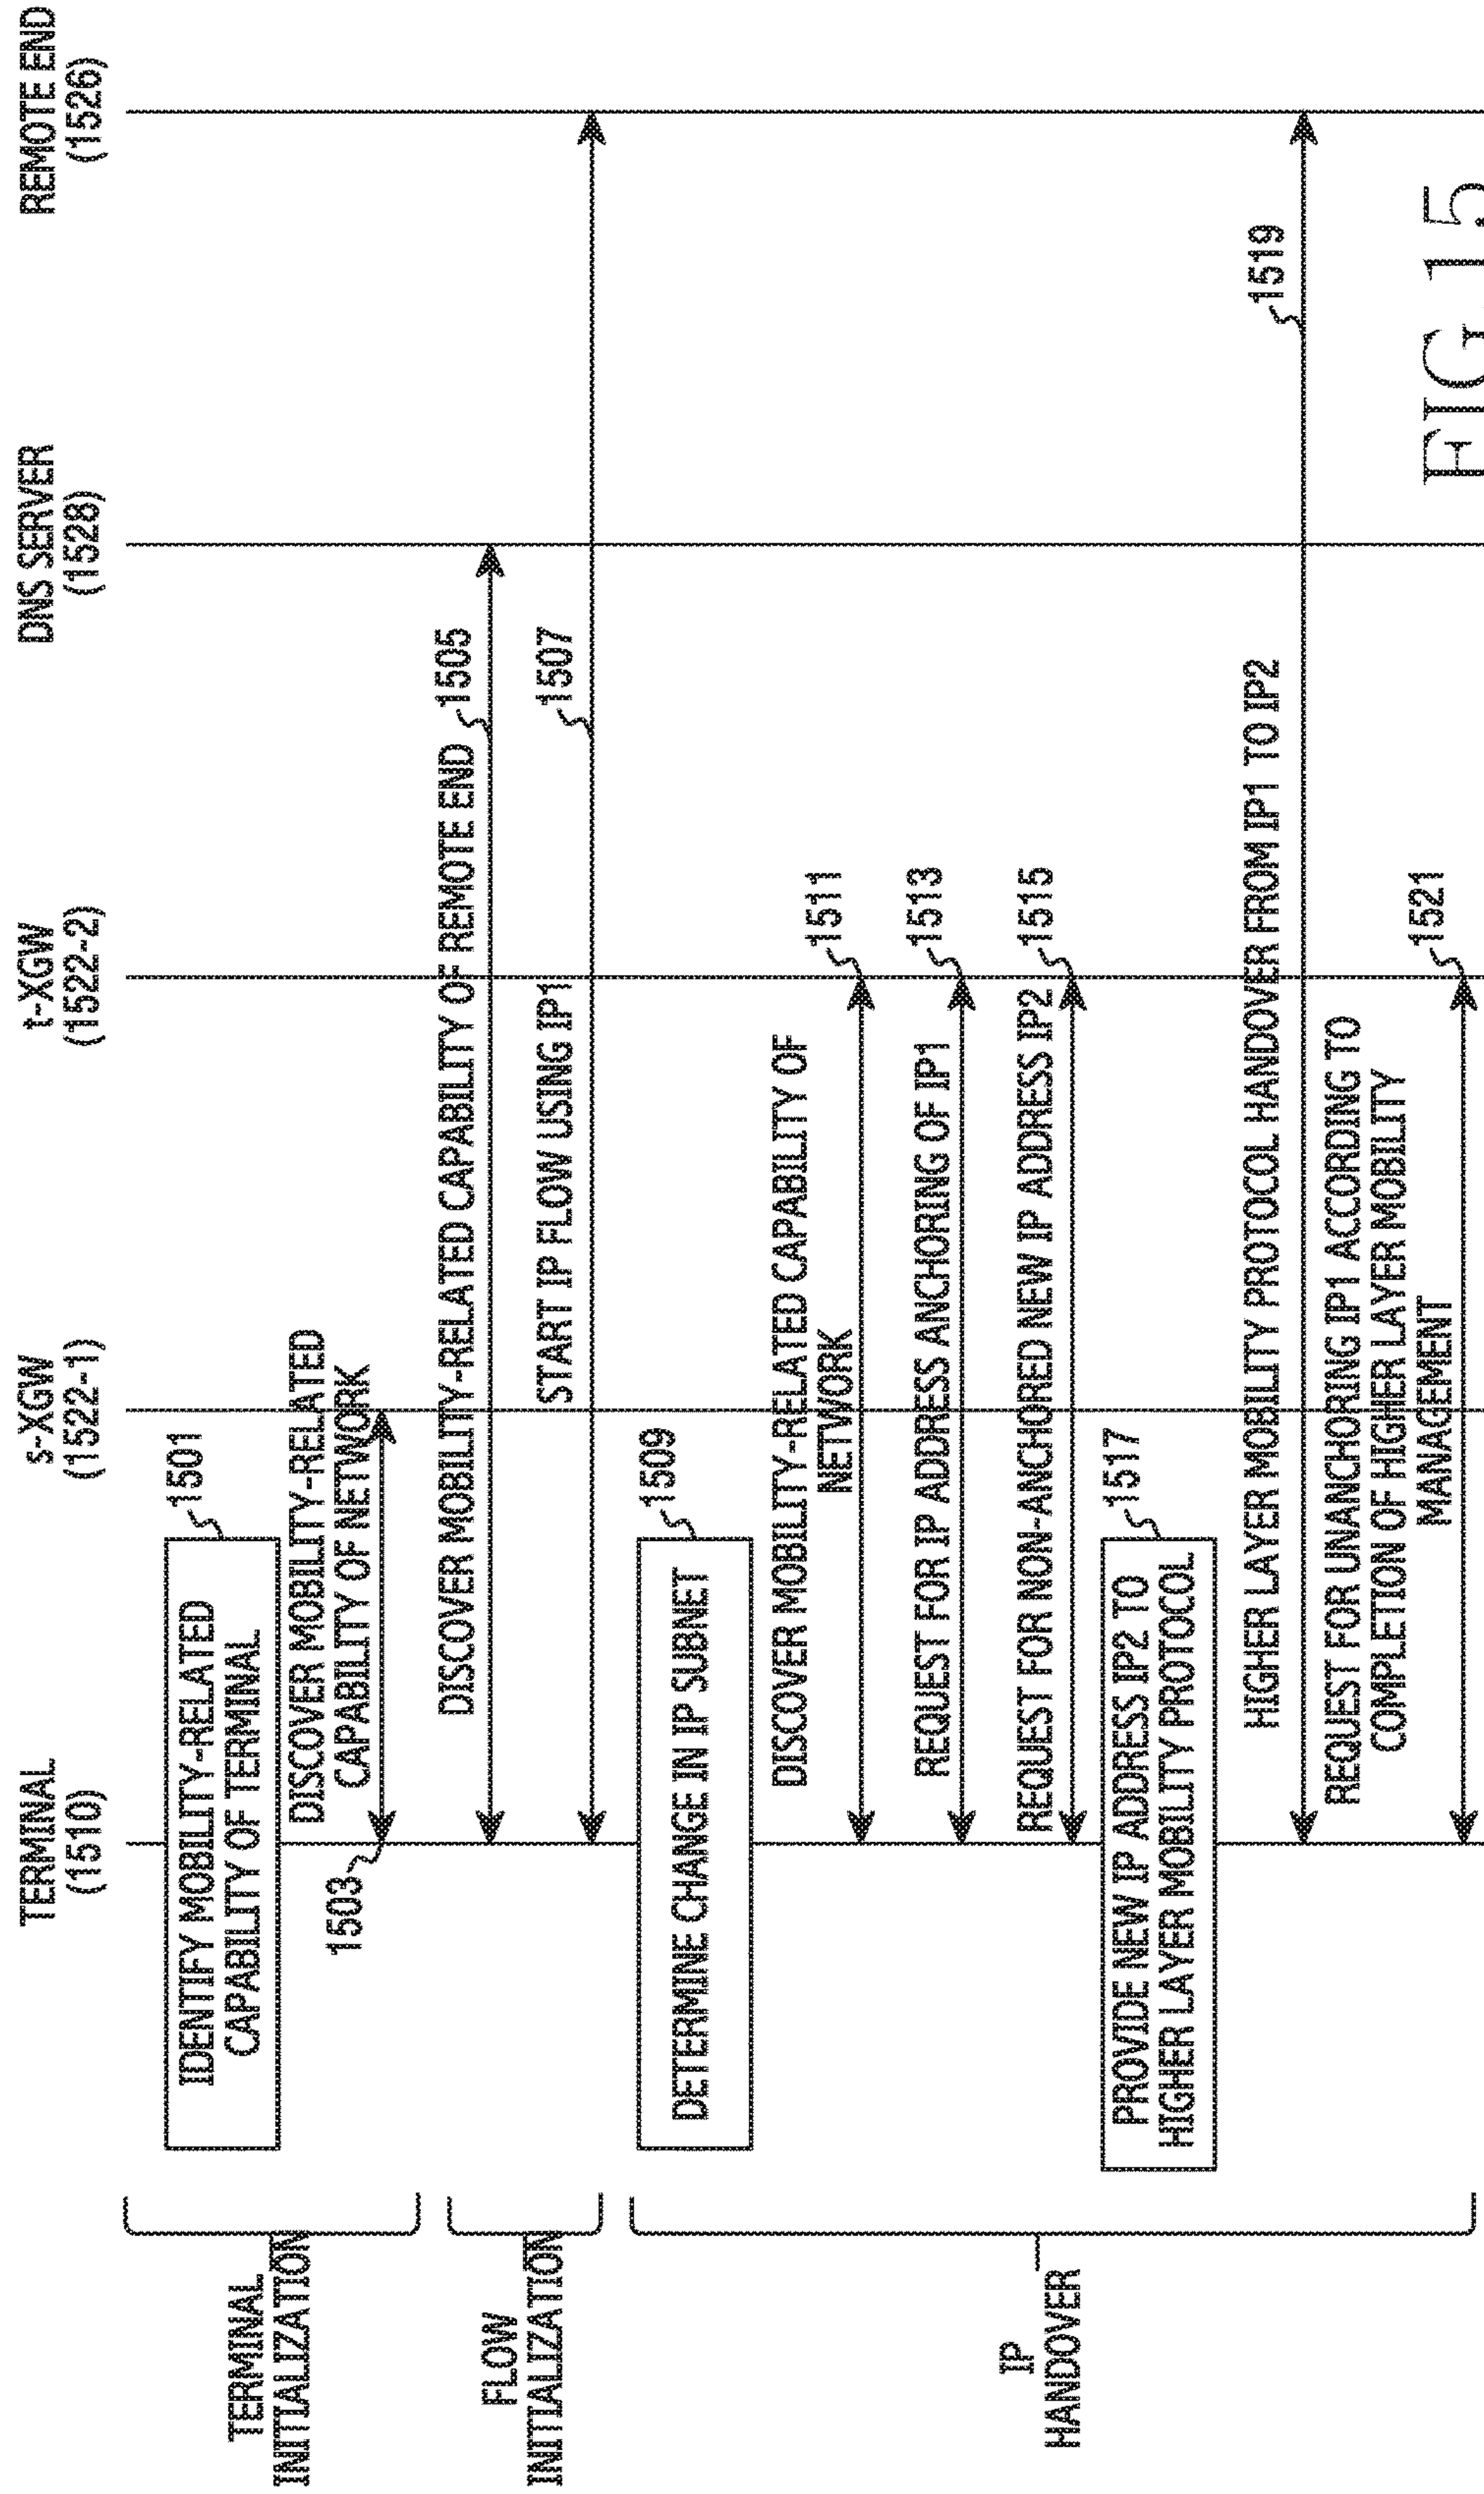 TERMINAL
(1510)
s-XGW
(1522-1)
t-XGW
(1522-2)
DNS SERVER
(1528)
REMOTE END
(1526)
TERMINAL
INITIALIZATION
IDENTIFY MOBILITY-RELATED
CAPABILITY OF TERMINAL
1501
DISCOVER MOBILITY-RELATED
CAPABILITY OF NETWORK
1503
FLOW
INITIALIZATION
DISCOVER MOBILITY-RELATED CAPABILITY OF REMOTE END
1505
START IP FLOW USING IP1
1507
IP
HANDOVER
DETERMINE CHANGE IN IP SUBNET
1509
DISCOVER MOBILITY-RELATED CAPABILITY OF
NETWORK
1511
REQUEST FOR IP ADDRESS ANCHORING OF IP1
1513
REQUEST FOR NON-ANCHORED NEW IP ADDRESS IP2
1515
PROVIDE NEW IP ADDRESS IP2 TO
HIGHER LAYER MOBILITY PROTOCOL
1517
HIGHER LAYER MOBILITY PROTOCOL HANDOVER FROM IP1 TO IP2
1519
REQUEST FOR UNANCHORING IP1 ACCORDING TO
COMPLETION OF HIGHER LAYER MOBILITY
MANAGEMENT
1521
FIG.15